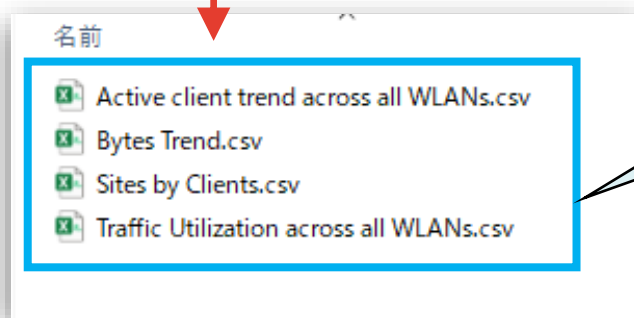 名前
Active client trend across all WLANs.csv
Bytes Trend.csv
Sites by Clients.csv
Traffic Utilization across all WLANs.csv